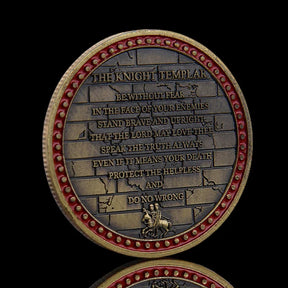 THE KNIGHT TEMPLAR
BE WITHOUT FEAR
IN THE FACE OF YOUR ENEMIES
STAND BRAVE AND UPRIGHT
THAT THE LORD MAY LOVE THEE
SPEAK THE TRUTH ALWAYS
EVEN IF IT MEANS YOUR DEATH
PROTECT THE HELPLESS
AND
DO NO WRONG